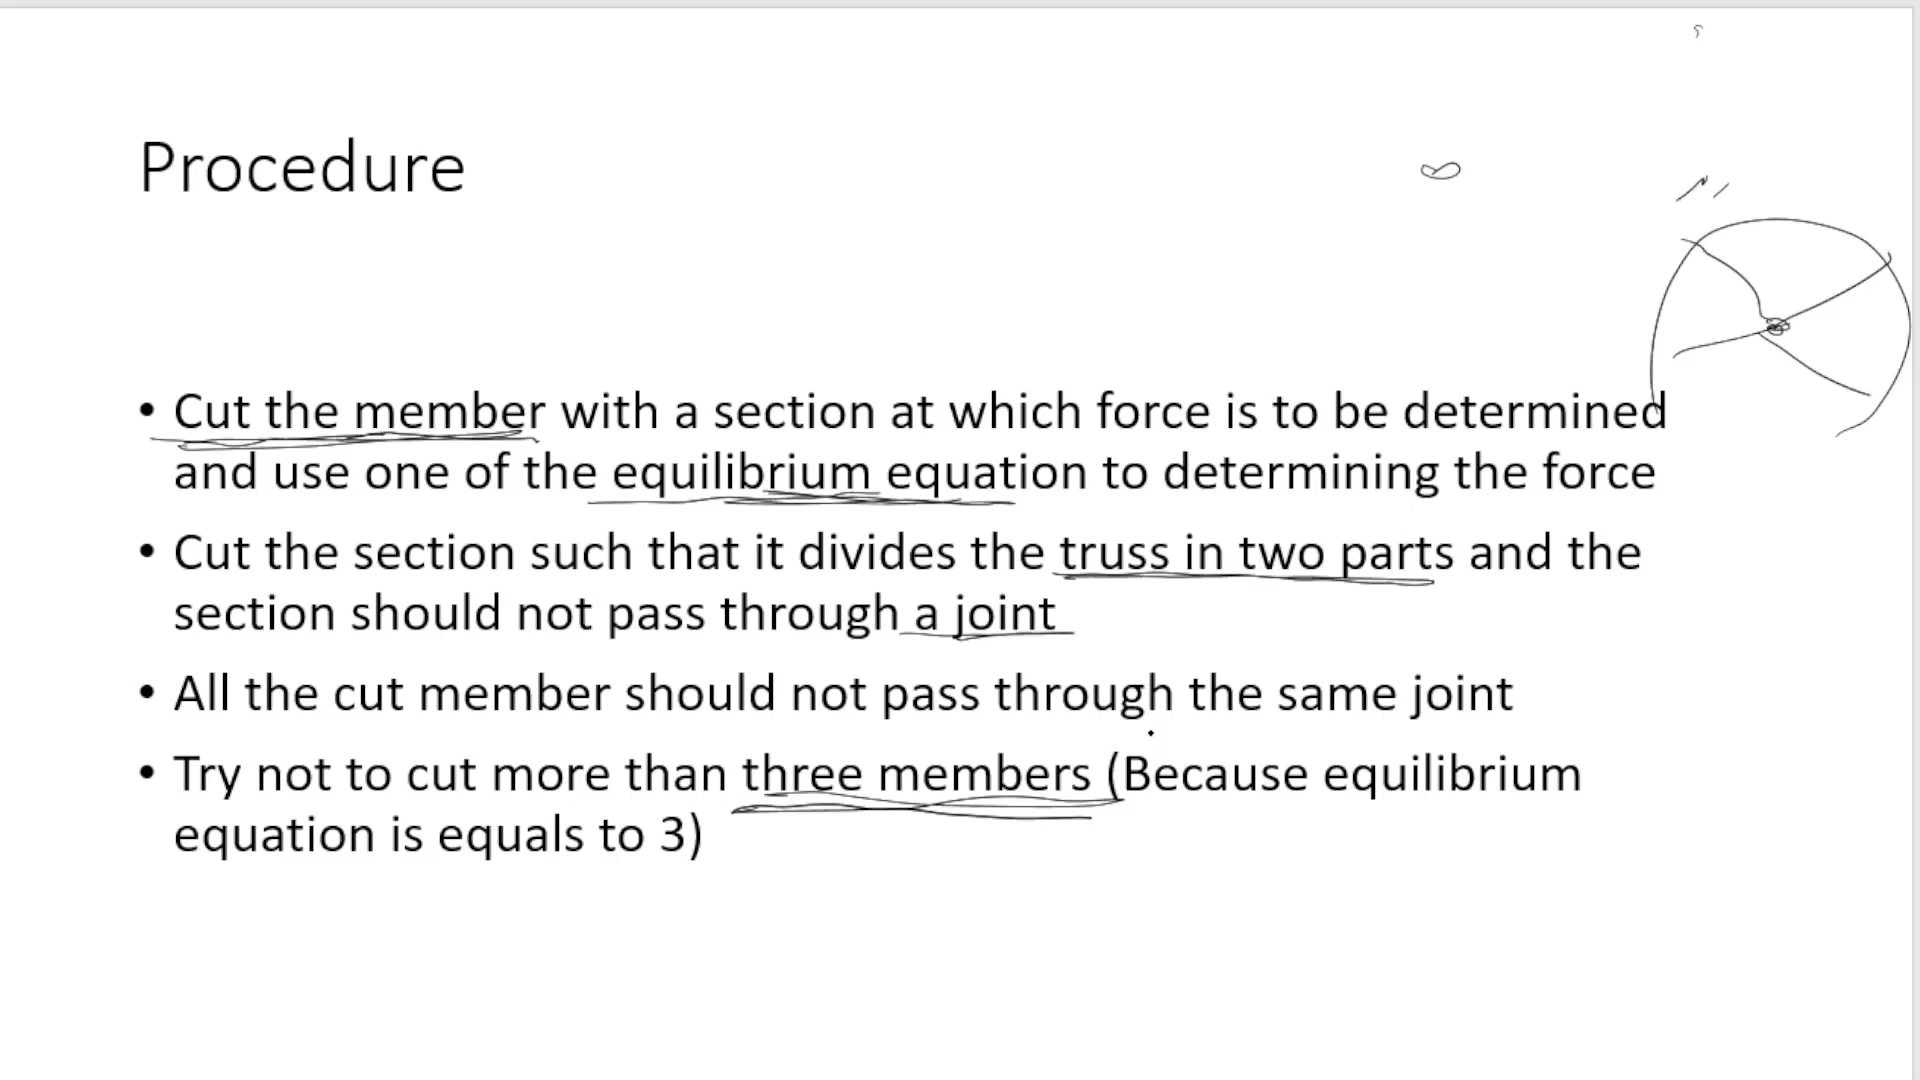 Procedure
• Cut the member with a section at which force is to be determined
and use one of the equilibrium equation to determining the force
• Cut the section such that it divides the truss in two parts and the
section should not pass through a joint
• All the cut member should not pass through the same joint
• Try not to cut more than three members (Because equilibrium
equation is equals to 3)